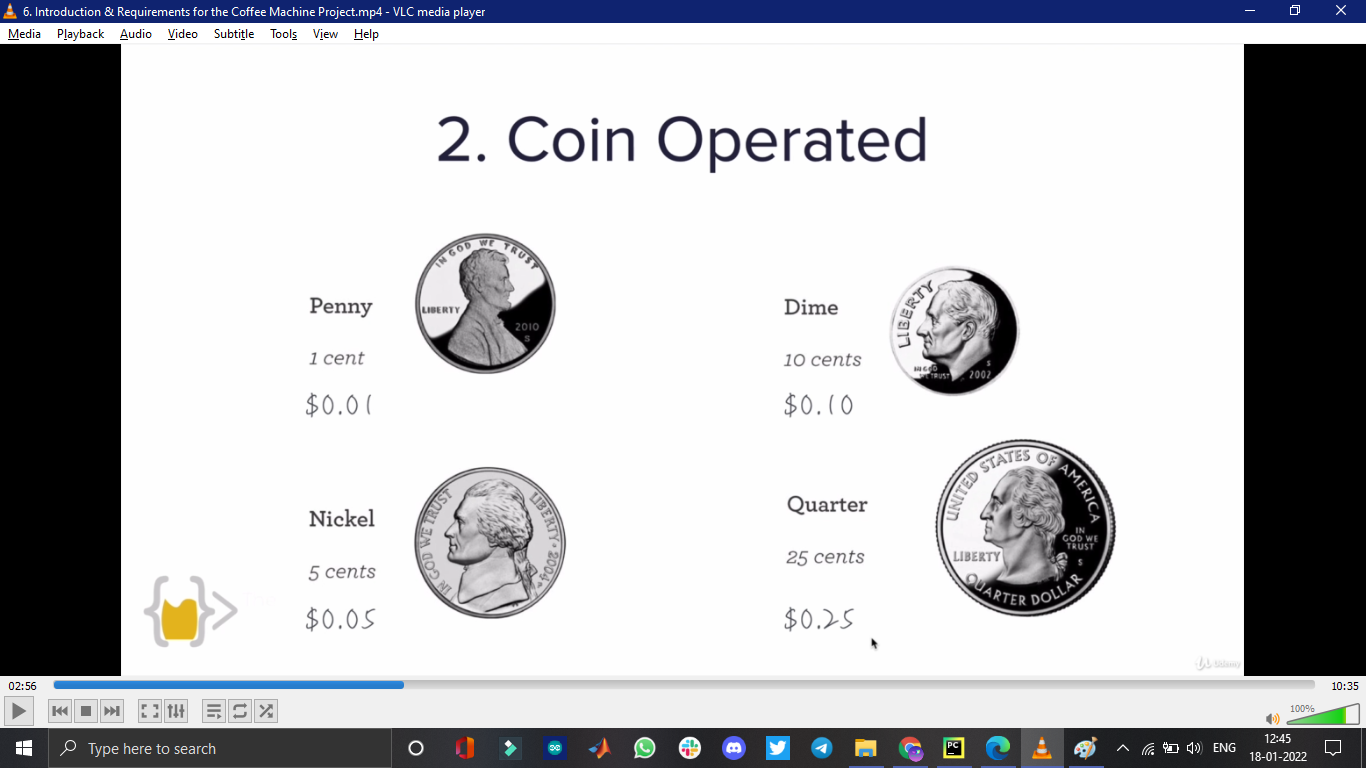 6. Introduction & Requirements for the Coffee Machine Project.mp4 - VLC media player
Media Playback Audio Video Subtitle Tools View Help
2. Coin Operated
Penny
1 cent
$0.01
IN GOD WE TRUST
LIBERTY
2010
S
Dime
10 cents
$0.10
LIBERTY
IN GOD
WE TRUST
S
2002
Nickel
5 cents
$0.05
IN GOD WE TRUST
LIBERTY · 2004
Quarter
25 cents
$0.25
UNITED STATES OF AMERICA
LIBERTY
IN
GOD WE
TRUST
S
QUARTER DOLLAR
Udemy
02:56
10:35
100%
Type here to search
PC
ENG
12:45
18-01-2022